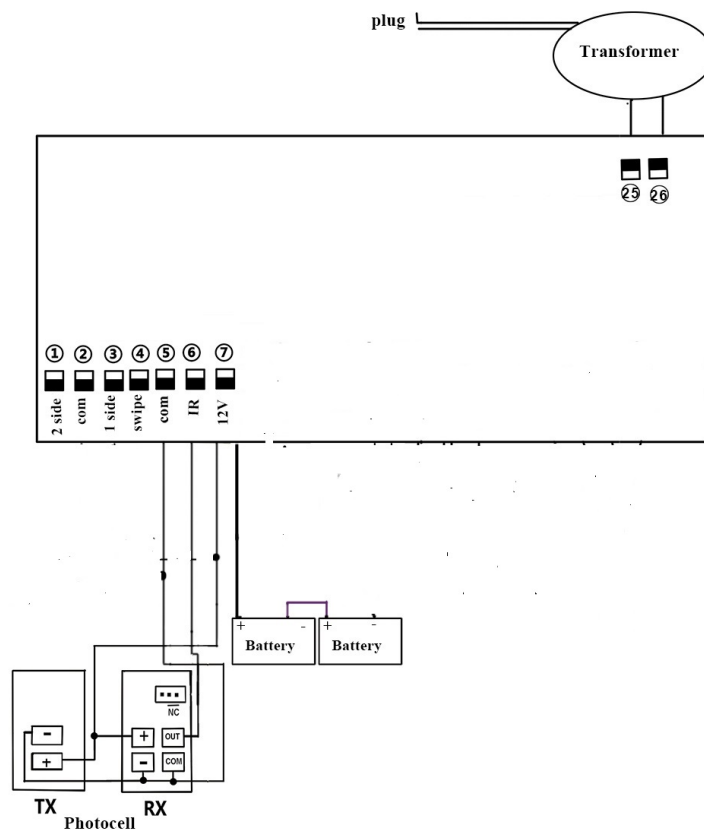 plug
Transformer
25 26
1 2 3 4 5 6 7
2 side com 1 side swipe com IR 12V
+ - + -
Battery Battery
NC
- + OUT
+ - COM
TX RX
Photocell